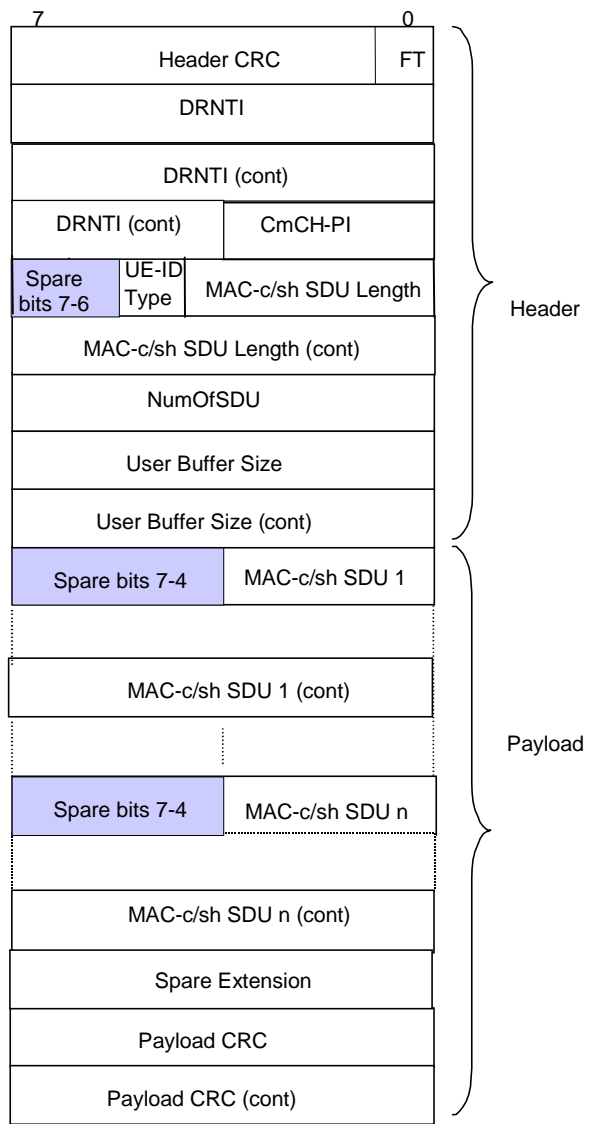 7 0
Header CRC FT
DRNTI
DRNTI (cont)
DRNTI (cont) CmCH-PI
Spare bits 7-6 UE-ID Type MAC-c/sh SDU Length
Header
MAC-c/sh SDU Length (cont)
NumOfSDU
User Buffer Size
User Buffer Size (cont)
Spare bits 7-4 MAC-c/sh SDU 1
MAC-c/sh SDU 1 (cont)
Payload
Spare bits 7-4 MAC-c/sh SDU n
MAC-c/sh SDU n (cont)
Spare Extension
Payload CRC
Payload CRC (cont)